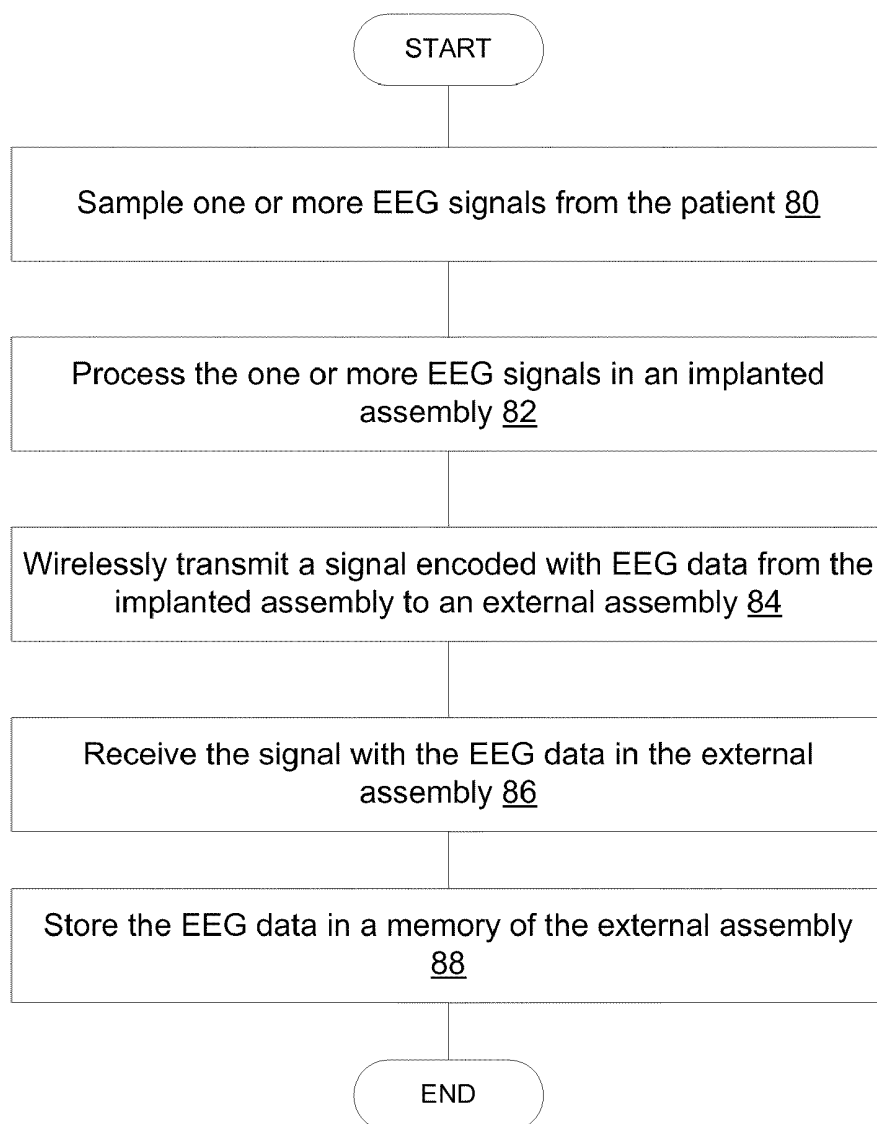 START
Sample one or more EEG signals from the patient 80
Process the one or more EEG signals in an implanted
assembly 82
Wirelessly transmit a signal encoded with EEG data from the
implanted assembly to an external assembly 84
Receive the signal with the EEG data in the external
assembly 86
Store the EEG data in a memory of the external assembly
88
END